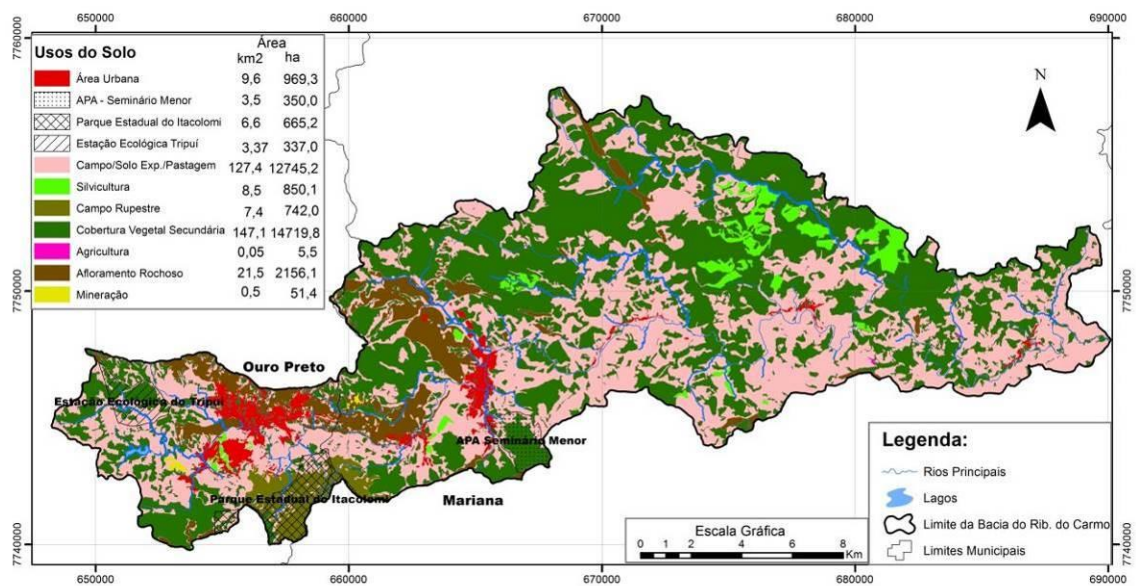 650000 660000 670000 680000 690000
7760000 7760000
Usos do Solo Área
km2 ha
Área Urbana 9,6 969,3
APA - Seminário Menor 3,5 350,0
Parque Estadual do Itacolomi 6,6 665,2
Estação Ecológica Tripuí 3,37 337,0
Campo/Solo Exp./Pastagem 127,4 12745,2
Silvicultura 8,5 850,1
Campo Rupestre 7,4 742,0
Cobertura Vegetal Secundária 147,1 14719,8
Agricultura 0,05 5,5
Afloramento Rochoso 21,5 2156,1
Mineração 0,5 51,4
N
7750000 7750000
Ouro Preto
Estação Ecológica do Tripuí
APA Seminário Menor
Parque Estadual do Itacolomi
Mariana
Legenda:
Rios Principais
Lagos
Limite da Bacia do Rib. do Carmo
Limites Municipais
Escala Gráfica
0 1 2 4 6 8
Km
7740000 7740000
650000 660000 670000 680000 690000